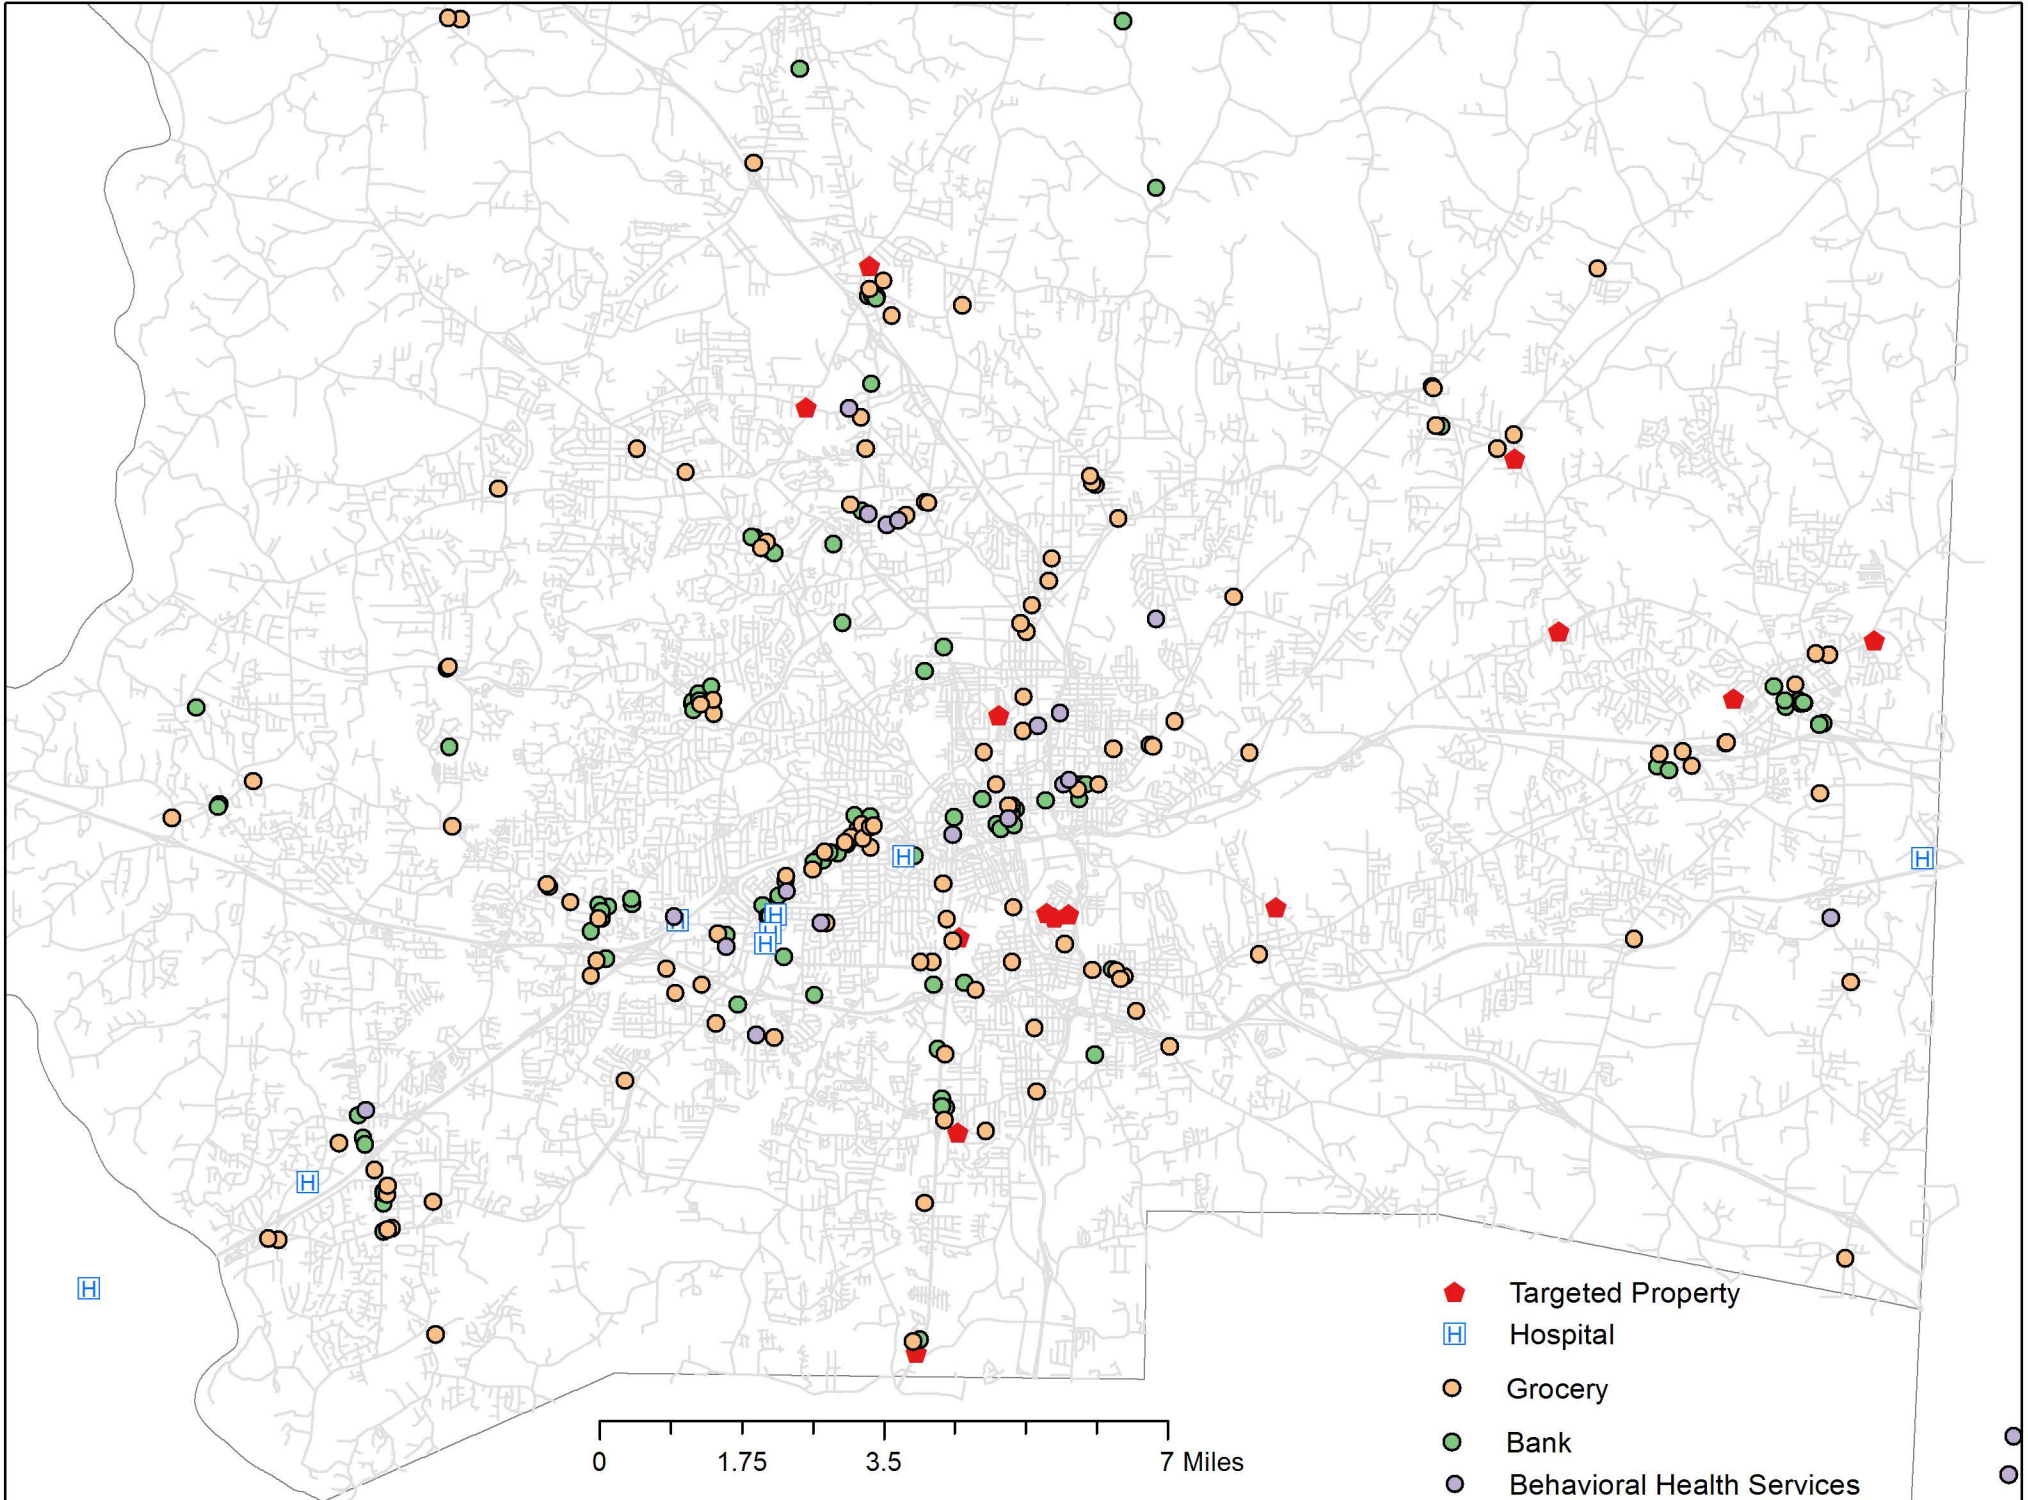 H
H
H
H
H
H
H
H
Targeted Property
H Hospital
Grocery
Bank
Behavioral Health Services
0 1.75 3.5 7 Miles